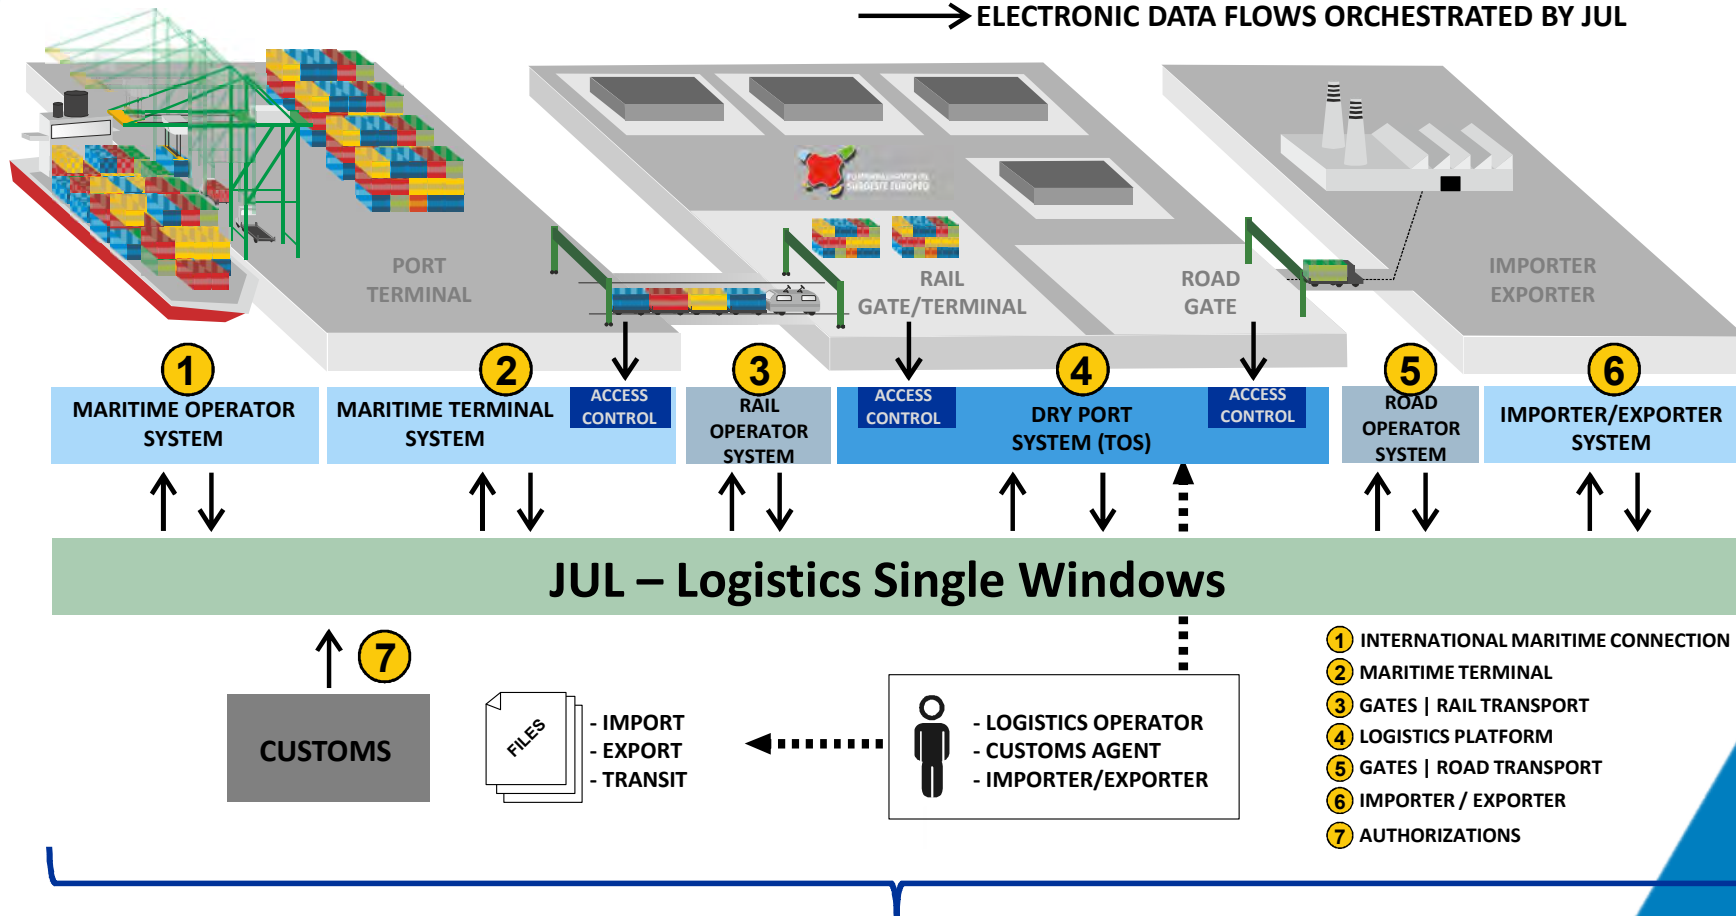 ELECTRONIC DATA FLOWS ORCHESTRATED BY JUL
SUROESTE EUROPEO
PORT
TERMINAL
RAIL
GATE/TERMINAL
ROAD
GATE
IMPORTER
EXPORTER
1
2
3
4
5
6
MARITIME OPERATOR
SYSTEM
MARITIME TERMINAL
SYSTEM
ACCESS
CONTROL
RAIL
OPERATOR
SYSTEM
ACCESS
CONTROL
DRY PORT
SYSTEM (TOS)
ACCESS
CONTROL
ROAD
OPERATOR
SYSTEM
IMPORTER/EXPORTER
SYSTEM
JUL – Logistics Single Windows
7
CUSTOMS
FILES
- IMPORT
- EXPORT
- TRANSIT
- LOGISTICS OPERATOR
- CUSTOMS AGENT
- IMPORTER/EXPORTER
1 INTERNATIONAL MARITIME CONNECTION
2 MARITIME TERMINAL
3 GATES | RAIL TRANSPORT
4 LOGISTICS PLATFORM
5 GATES | ROAD TRANSPORT
6 IMPORTER / EXPORTER
7 AUTHORIZATIONS